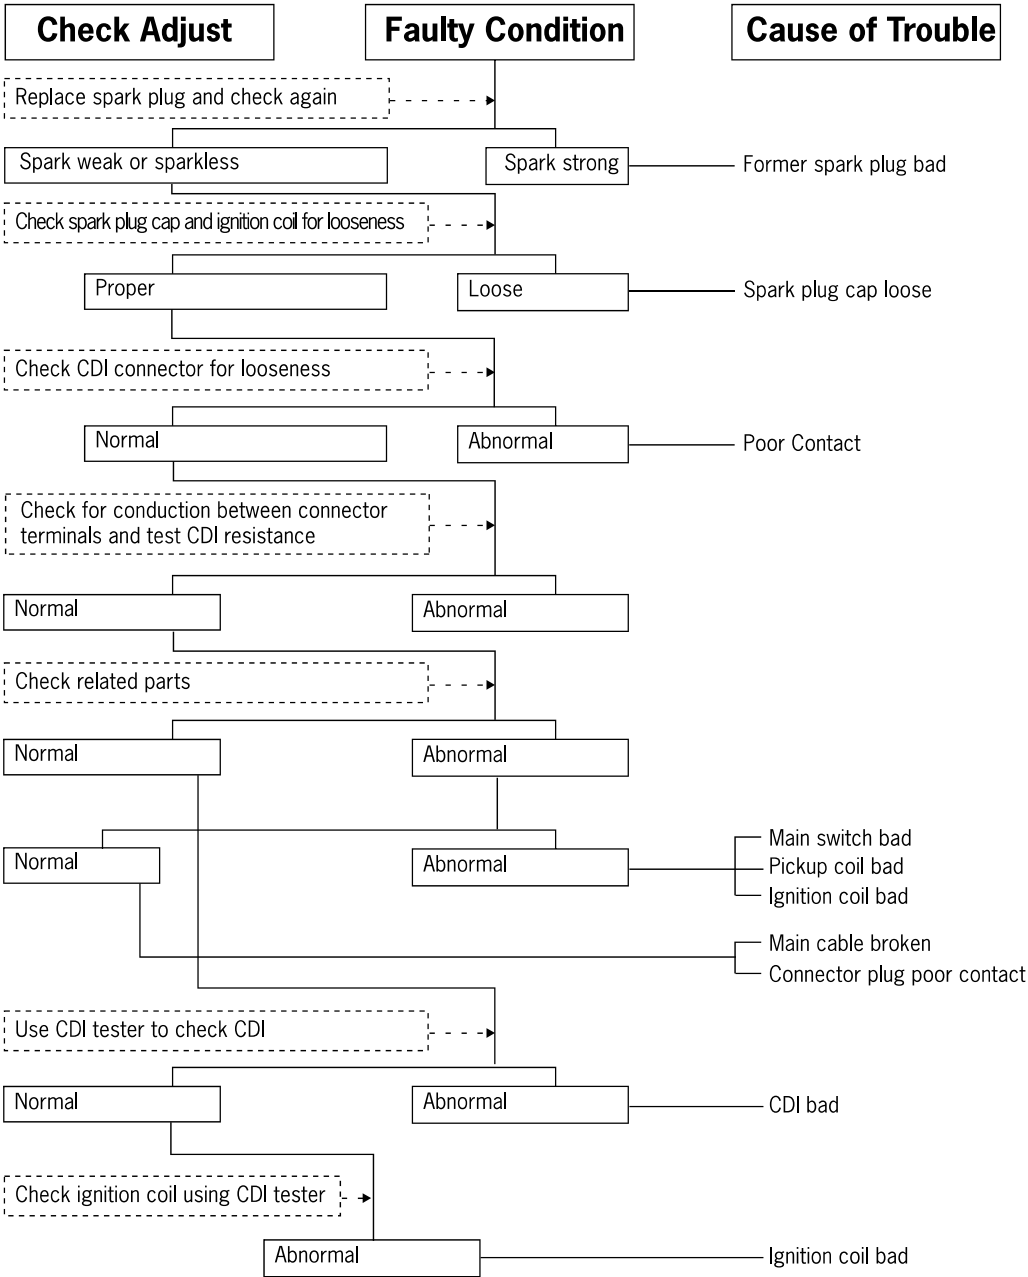 Check Adjust
Faulty Condition
Cause of Trouble
Replace spark plug and check again
Spark weak or sparkless
Spark strong
Former spark plug bad
Check spark plug cap and ignition coil for looseness
Proper
Loose
Spark plug cap loose
Check CDI connector for looseness
Normal
Abnormal
Poor Contact
Check for conduction between connector
terminals and test CDI resistance
Normal
Abnormal
Check related parts
Normal
Abnormal
Normal
Abnormal
Main switch bad
Pickup coil bad
Ignition coil bad
Main cable broken
Connector plug poor contact
Use CDI tester to check CDI
Normal
Abnormal
CDI bad
Check ignition coil using CDI tester
Abnormal
Ignition coil bad